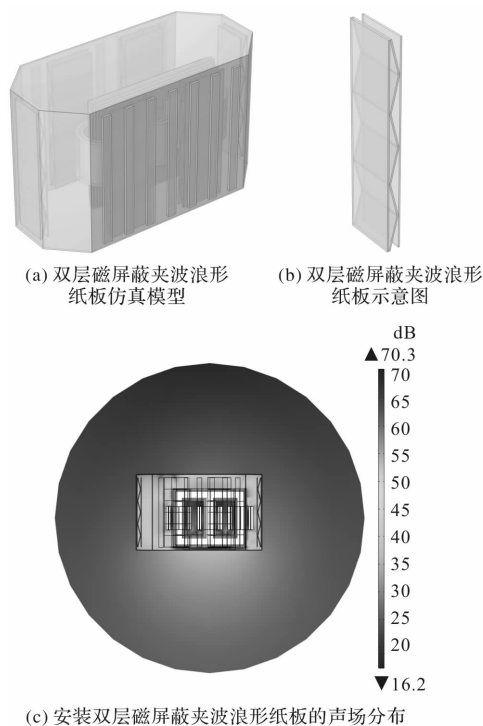 (a) 双层磁屏蔽夹波浪形
纸板仿真模型
(b) 双层磁屏蔽夹波浪形
纸板示意图
dB
▲70.3
70
65
60
55
50
45
40
35
30
25
20
▼16.2
(c) 安装双层磁屏蔽夹波浪形纸板的声场分布